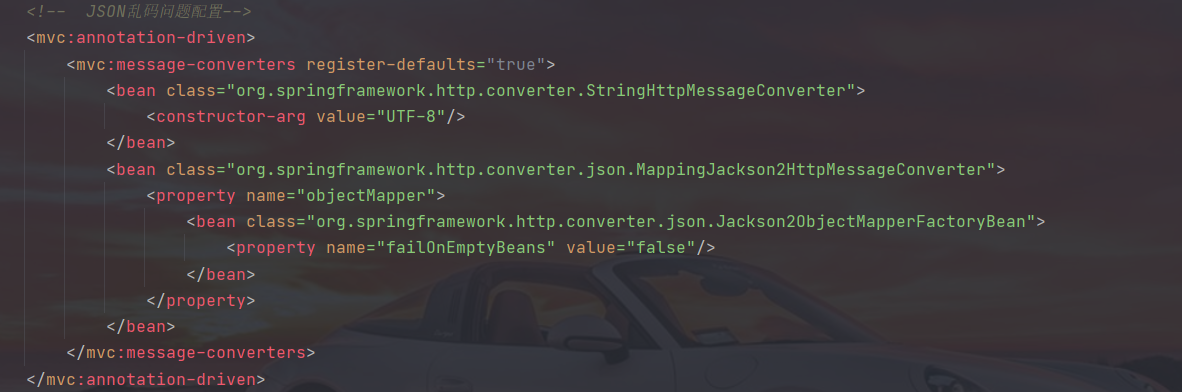 <!--  JSON乱码问题配置-->
<mvc:annotation-driven>
    <mvc:message-converters register-defaults="true">
        <bean class="org.springframework.http.converter.StringHttpMessageConverter">
            <constructor-arg value="UTF-8"/>
        </bean>
        <bean class="org.springframework.http.converter.json.MappingJackson2HttpMessageConverter">
            <property name="objectMapper">
                <bean class="org.springframework.http.converter.json.Jackson2ObjectMapperFactoryBean">
                    <property name="failOnEmptyBeans" value="false"/>
                </bean>
            </property>
        </bean>
    </mvc:message-converters>
</mvc:annotation-driven>